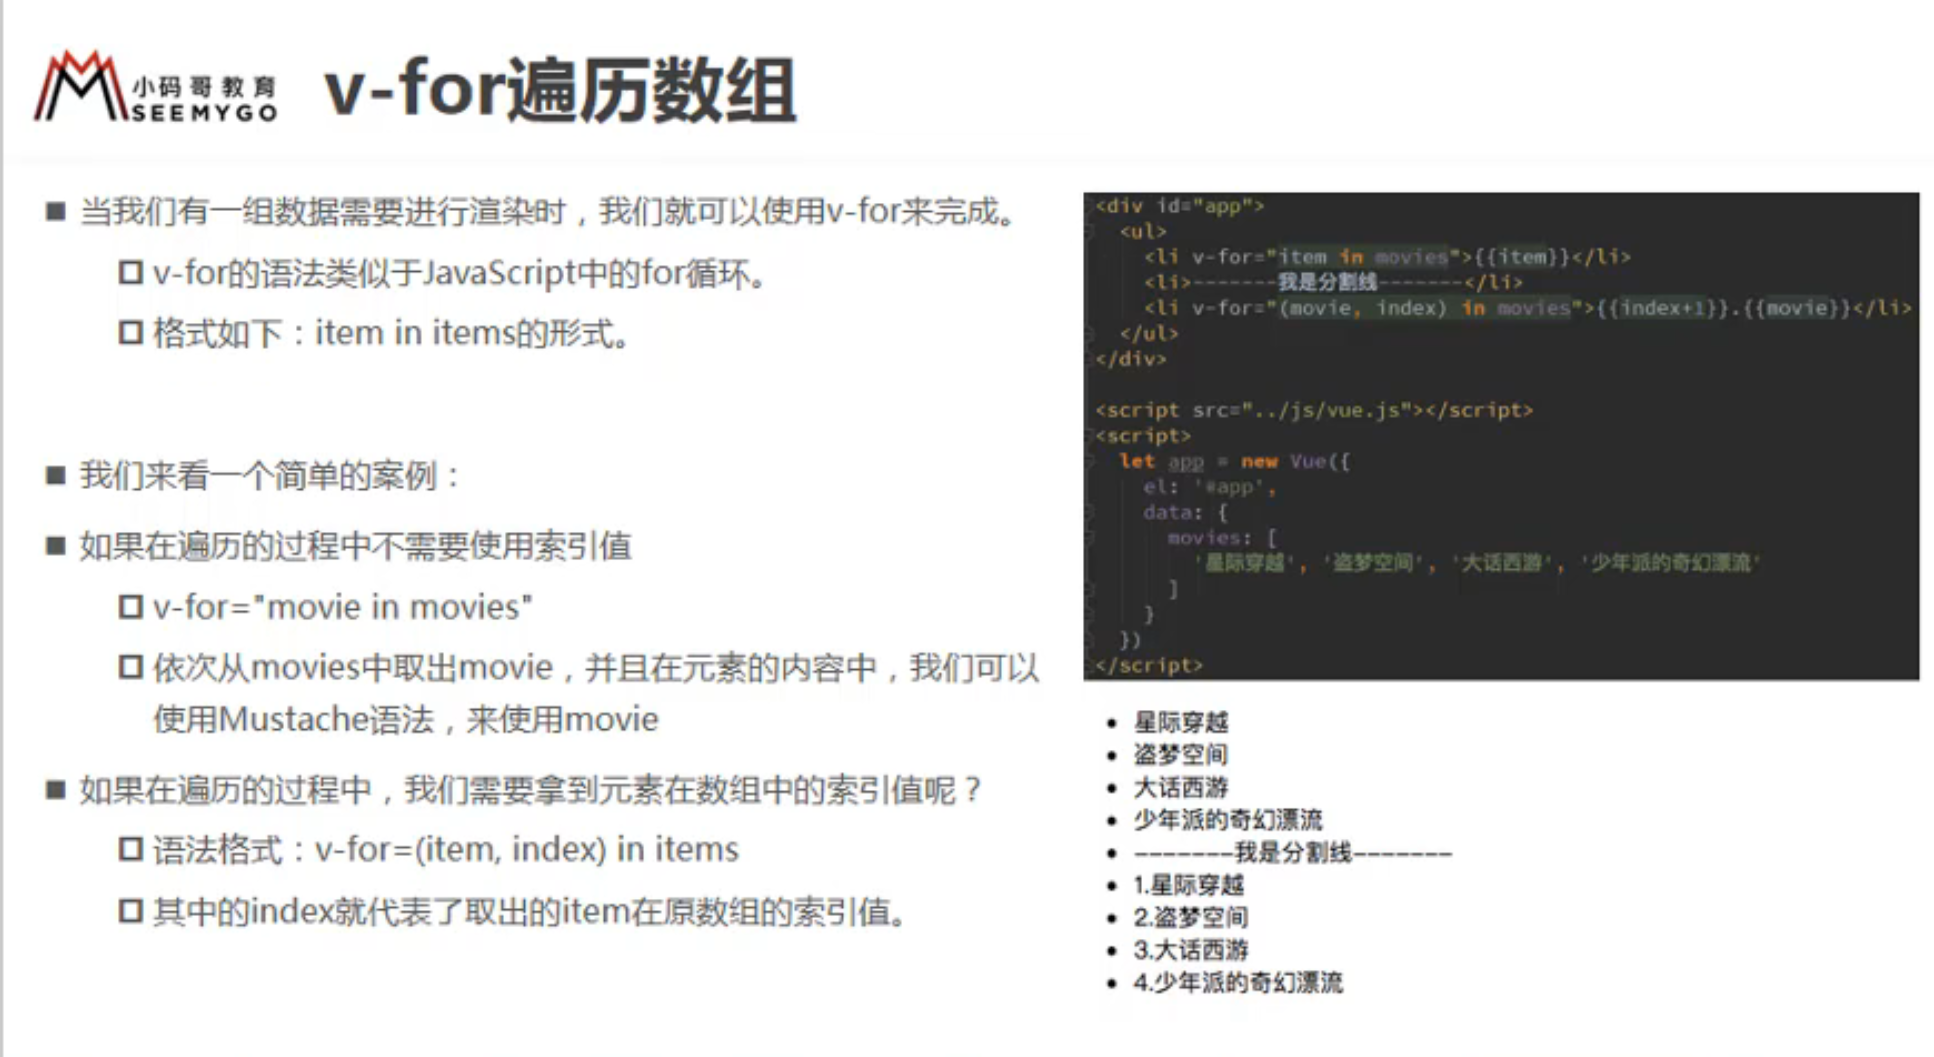 小码哥教育
SEEMYGO
v-for遍历数组
当我们有一组数据需要进行渲染时，我们就可以使用v-for来完成。
v-for的语法类似于JavaScript中的for循环。
格式如下：item in items的形式。
我们来看一个简单的案例：
如果在遍历的过程中不需要使用索引值
v-for="movie in movies"
依次从movies中取出movie，并且在元素的内容中，我们可以
使用Mustache语法，来使用movie
如果在遍历的过程中，我们需要拿到元素在数组中的索引值呢？
语法格式：v-for=(item, index) in items
其中的index就代表了取出的item在原数组的索引值。
<div id="app">
<ul>
<li v-for="item in movies">{{item}}</li>
<li>-------我是分割线-------</li>
<li v-for="(movie, index) in movies">{{index+1}}.{{movie}}</li>
</ul>
</div>
<script src="../js/vue.js"></script>
<script>
let app = new Vue({
el: '#app',
data: {
movies: [
'星际穿越', '盗梦空间', '大话西游', '少年派的奇幻漂流'
]
}
})
</script>
• 星际穿越
• 盗梦空间
• 大话西游
• 少年派的奇幻漂流
• -------我是分割线-------
• 1.星际穿越
• 2.盗梦空间
• 3.大话西游
• 4.少年派的奇幻漂流